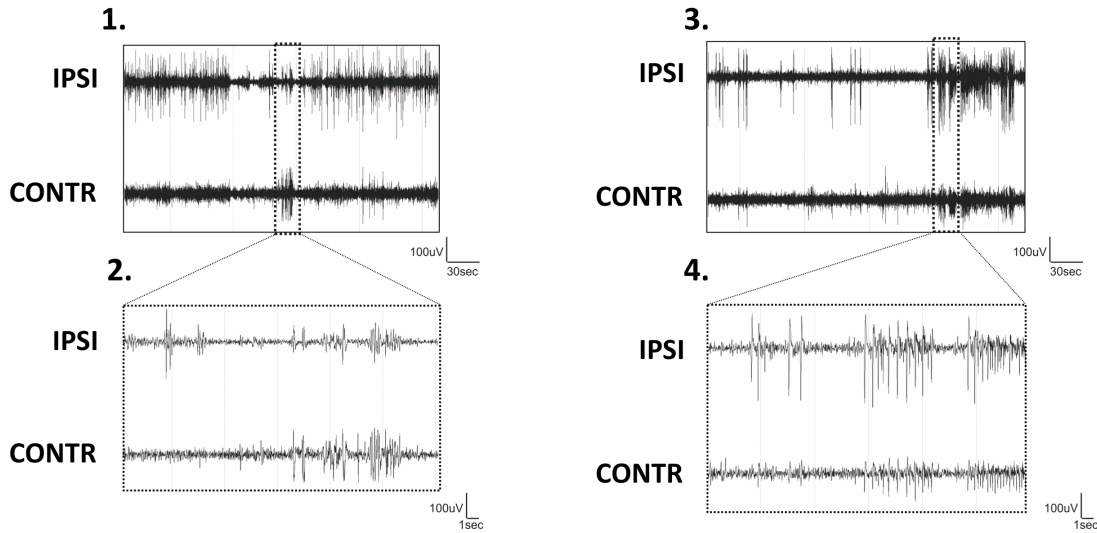 1.
IPSI
CONTR
100uV
30sec
2.
IPSI
CONTR
100uV
1sec
3.
IPSI
CONTR
100uV
30sec
4.
IPSI
CONTR
100uV
1sec